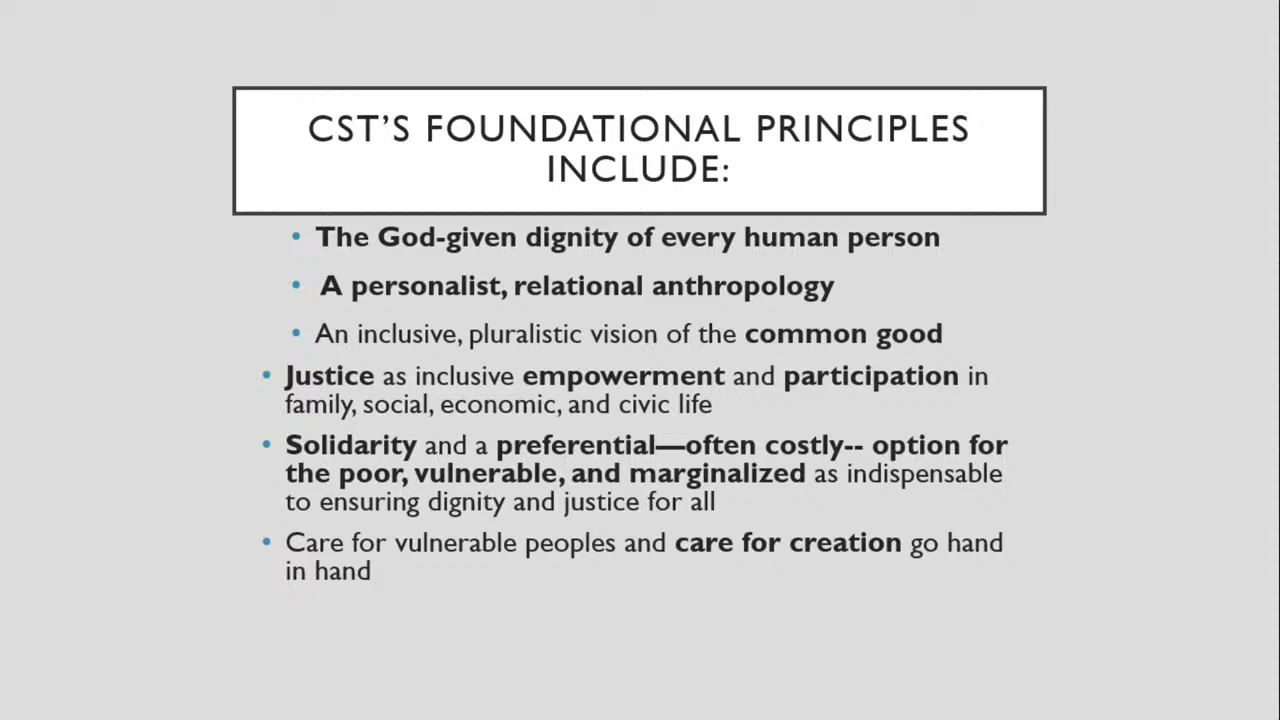 CST’S FOUNDATIONAL PRINCIPLES
INCLUDE:
• The God-given dignity of every human person
• A personalist, relational anthropology
• An inclusive, pluralistic vision of the common good
• Justice as inclusive empowerment and participation in
family, social, economic, and civic life
• Solidarity and a preferential—often costly-- option for
the poor, vulnerable, and marginalized as indispensable
to ensuring dignity and justice for all
• Care for vulnerable peoples and care for creation go hand
in hand